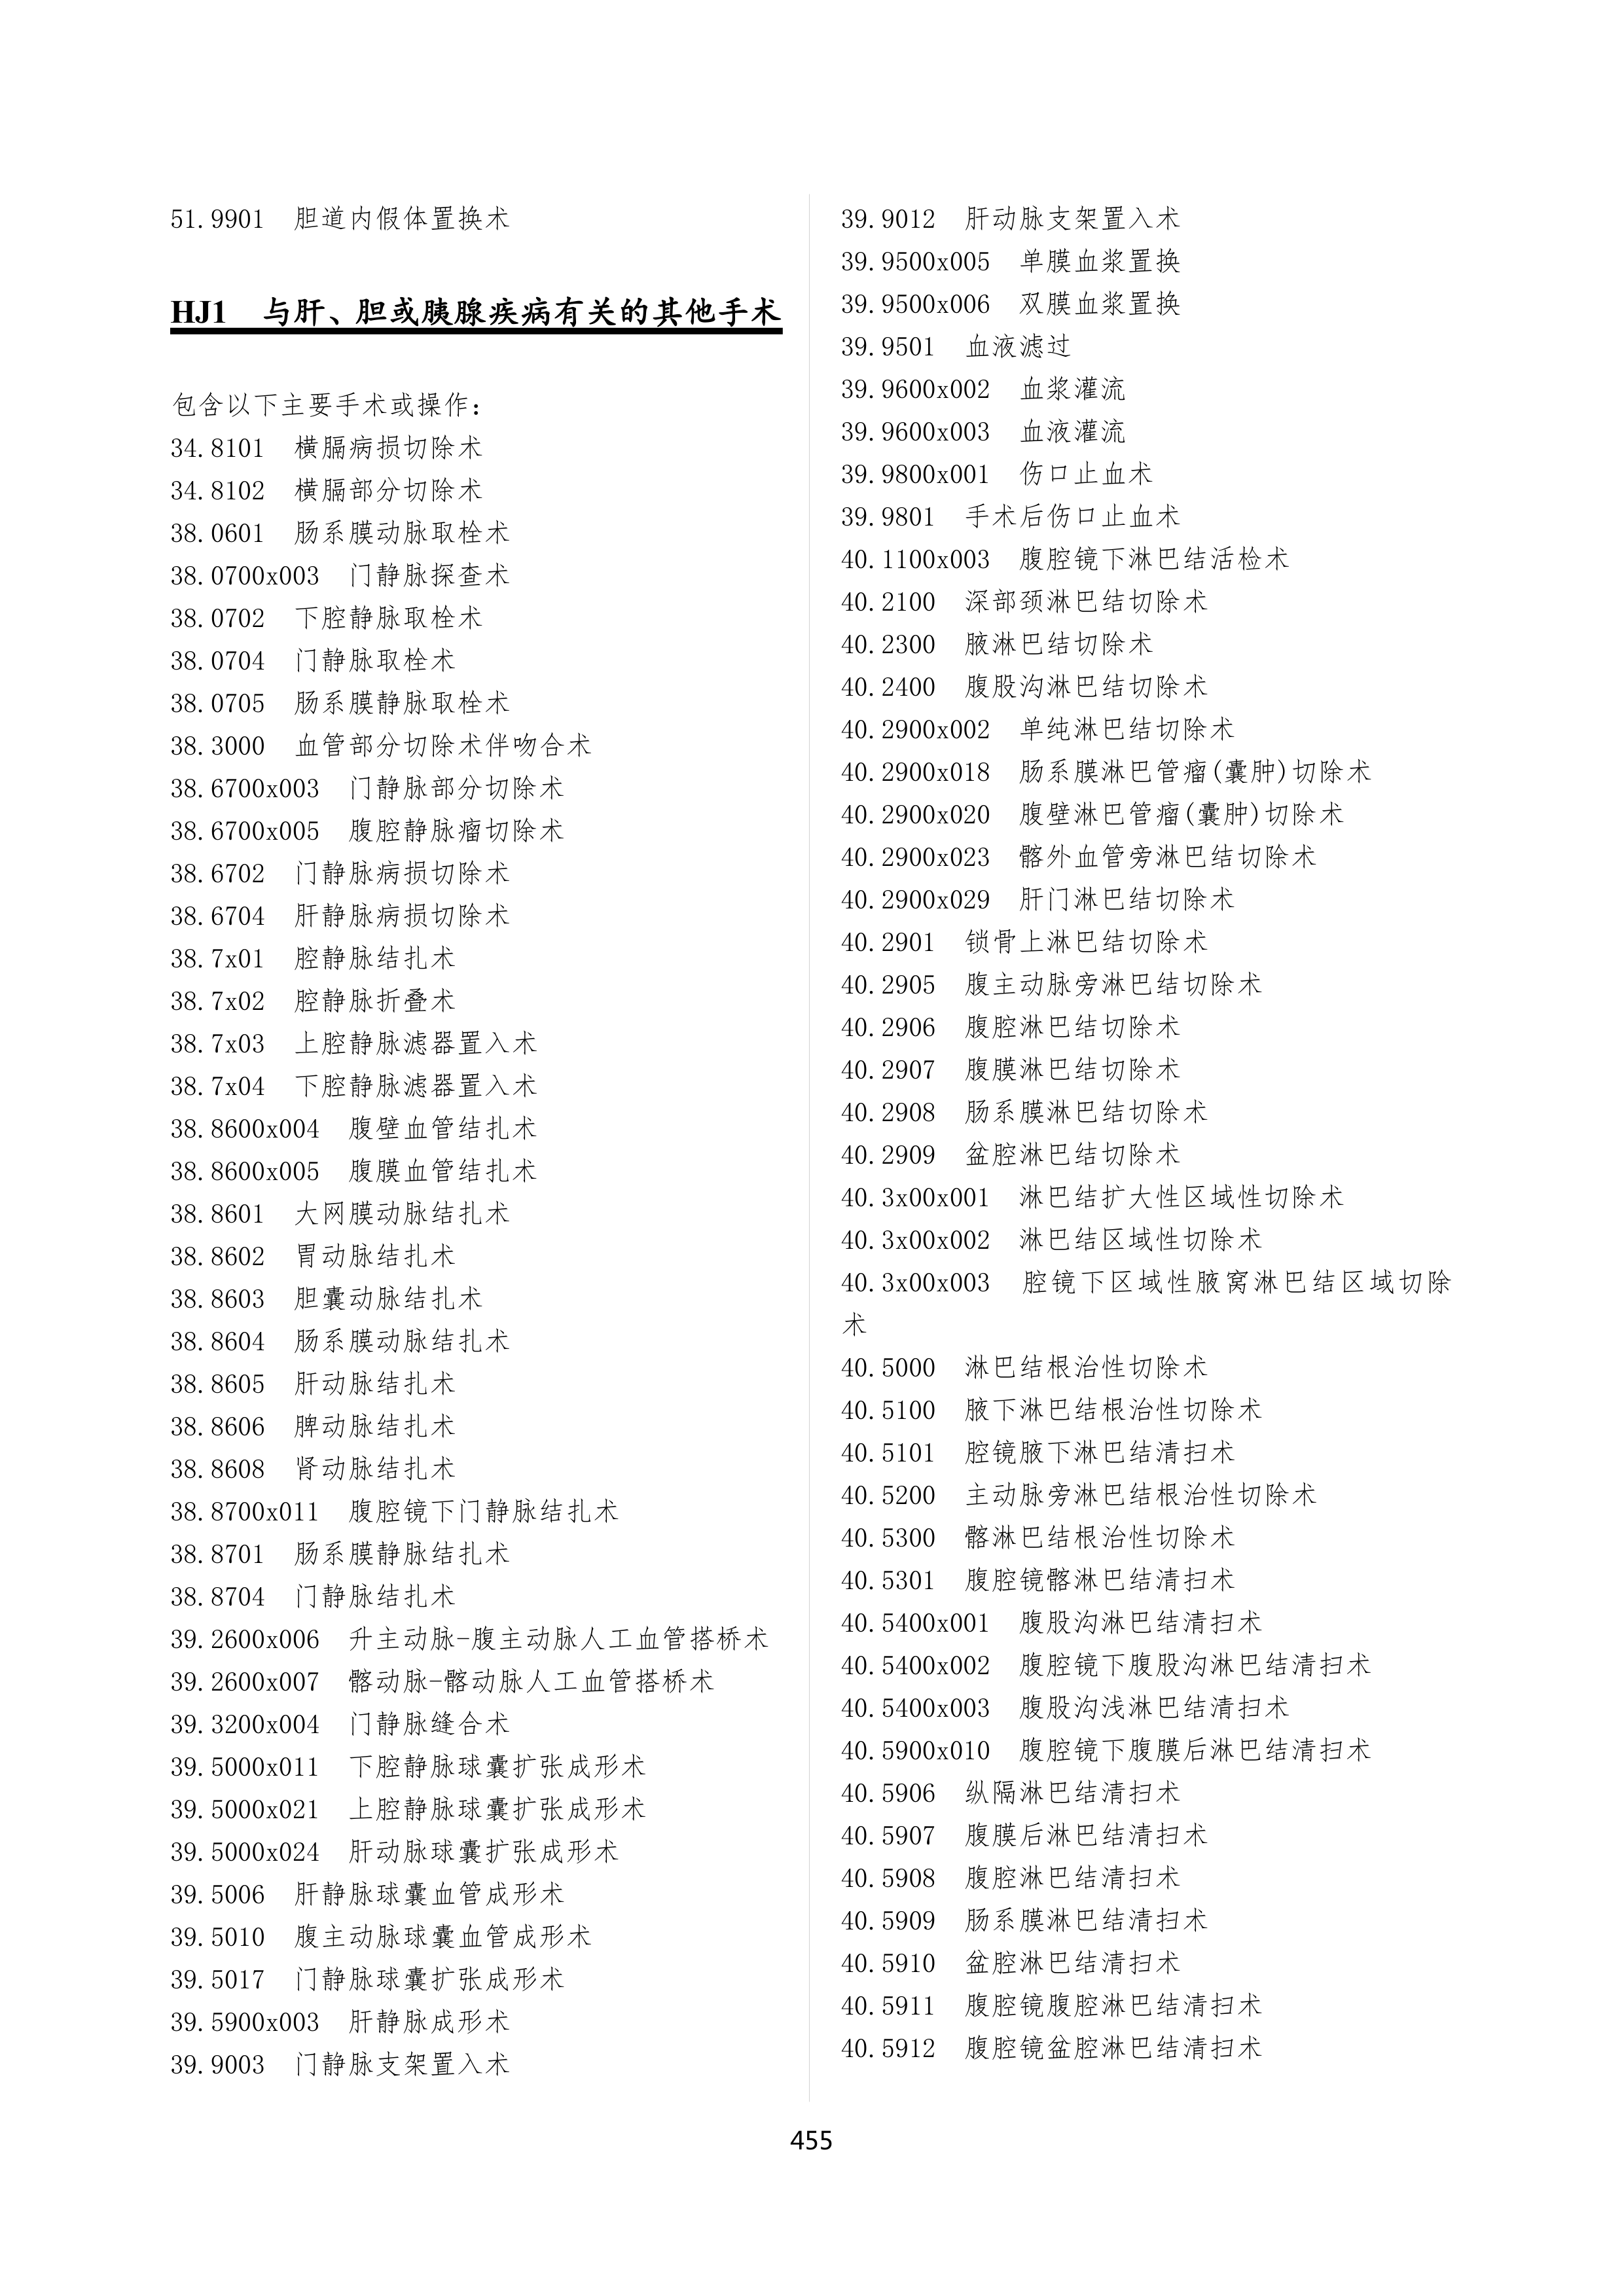 51.9901 胆道内假体置换术
HJ1 与肝、胆或胰腺疾病有关的其他手术
包含以下主要手术或操作：
34.8101 横膈病损切除术
34.8102 横膈部分切除术
38.0601 肠系膜动脉取栓术
38.0700x003 门静脉探查术
38.0702 下腔静脉取栓术
38.0704 门静脉取栓术
38.0705 肠系膜静脉取栓术
38.3000 血管部分切除术伴吻合术
38.6700x003 门静脉部分切除术
38.6700x005 腹腔静脉瘤切除术
38.6702 门静脉病损切除术
38.6704 肝静脉病损切除术
38.7x01 腔静脉结扎术
38.7x02 腔静脉折叠术
38.7x03 上腔静脉滤器置入术
38.7x04 下腔静脉滤器置入术
38.8600x004 腹壁血管结扎术
38.8600x005 腹膜血管结扎术
38.8601 大网膜动脉结扎术
38.8602 胃动脉结扎术
38.8603 胆囊动脉结扎术
38.8604 肠系膜动脉结扎术
38.8605 肝动脉结扎术
38.8606 脾动脉结扎术
38.8608 肾动脉结扎术
38.8700x011 腹腔镜下门静脉结扎术
38.8701 肠系膜静脉结扎术
38.8704 门静脉结扎术
39.2600x006 升主动脉-腹主动脉人工血管搭桥术
39.2600x007 髂动脉-髂动脉人工血管搭桥术
39.3200x004 门静脉缝合术
39.5000x011 下腔静脉球囊扩张成形术
39.5000x021 上腔静脉球囊扩张成形术
39.5000x024 肝动脉球囊扩张成形术
39.5006 肝静脉球囊血管成形术
39.5010 腹主动脉球囊血管成形术
39.5017 门静脉球囊扩张成形术
39.5900x003 肝静脉成形术
39.9003 门静脉支架置入术
39.9012 肝动脉支架置入术
39.9500x005 单膜血浆置换
39.9500x006 双膜血浆置换
39.9501 血液滤过
39.9600x002 血浆灌流
39.9600x003 血液灌流
39.9800x001 伤口止血术
39.9801 手术后伤口止血术
40.1100x003 腹腔镜下淋巴结活检术
40.2100 深部颈淋巴结切除术
40.2300 腋淋巴结切除术
40.2400 腹股沟淋巴结切除术
40.2900x002 单纯淋巴结切除术
40.2900x018 肠系膜淋巴管瘤(囊肿)切除术
40.2900x020 腹壁淋巴管瘤(囊肿)切除术
40.2900x023 髂外血管旁淋巴结切除术
40.2900x029 肝门淋巴结切除术
40.2901 锁骨上淋巴结切除术
40.2905 腹主动脉旁淋巴结切除术
40.2906 腹腔淋巴结切除术
40.2907 腹膜淋巴结切除术
40.2908 肠系膜淋巴结切除术
40.2909 盆腔淋巴结切除术
40.3x00x001 淋巴结扩大性区域性切除术
40.3x00x002 淋巴结区域性切除术
40.3x00x003 腔镜下区域性腋窝淋巴结区域切除
术
40.5000 淋巴结根治性切除术
40.5100 腋下淋巴结根治性切除术
40.5101 腔镜腋下淋巴结清扫术
40.5200 主动脉旁淋巴结根治性切除术
40.5300 髂淋巴结根治性切除术
40.5301 腹腔镜髂淋巴结清扫术
40.5400x001 腹股沟淋巴结清扫术
40.5400x002 腹腔镜下腹股沟淋巴结清扫术
40.5400x003 腹股沟浅淋巴结清扫术
40.5900x010 腹腔镜下腹膜后淋巴结清扫术
40.5906 纵隔淋巴结清扫术
40.5907 腹膜后淋巴结清扫术
40.5908 腹腔淋巴结清扫术
40.5909 肠系膜淋巴结清扫术
40.5910 盆腔淋巴结清扫术
40.5911 腹腔镜腹腔淋巴结清扫术
40.5912 腹腔镜盆腔淋巴结清扫术
455